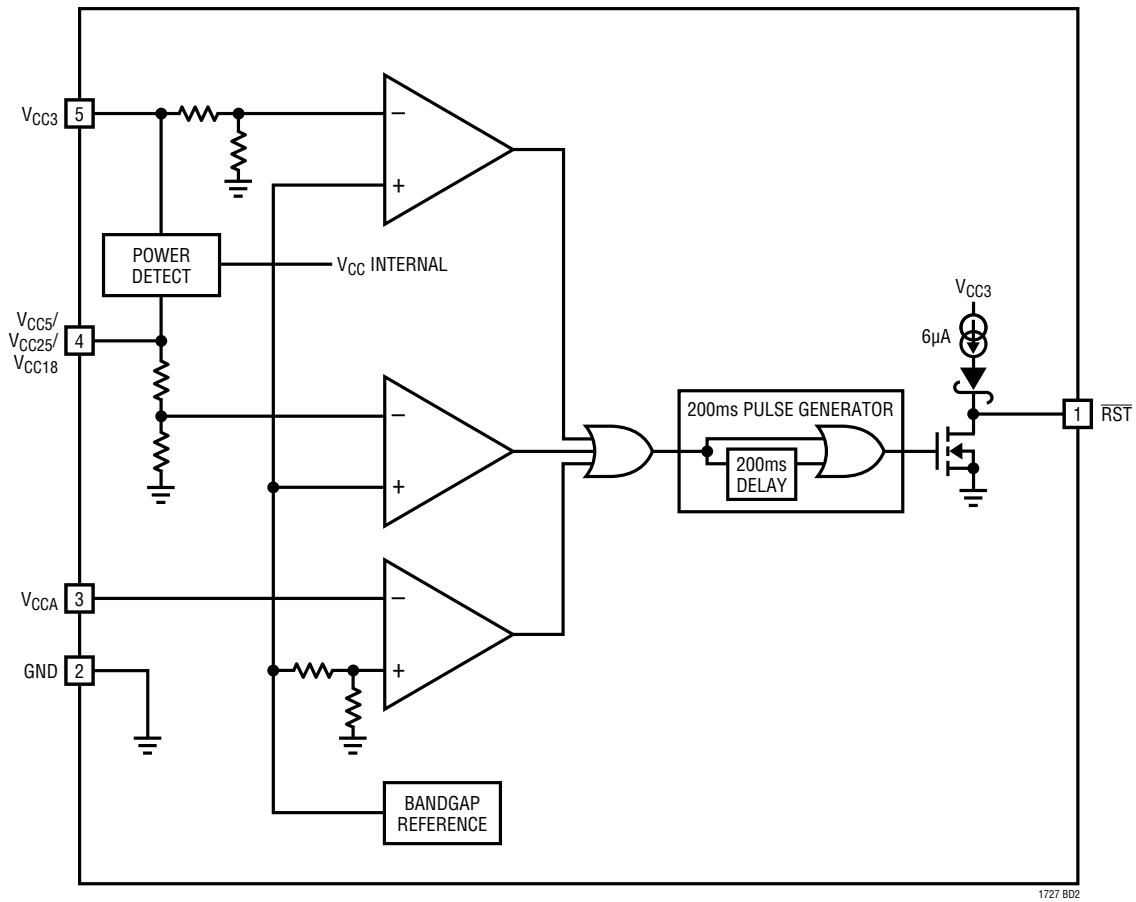 VCC3 5
−
+
POWER
DETECT
VCC INTERNAL
VCC5/
VCC25/
VCC18
4
−
+
VCC3
6µA
200ms PULSE GENERATOR
200ms
DELAY
1 RST
VCCA 3
−
+
GND 2
BANDGAP
REFERENCE
1727 BD2